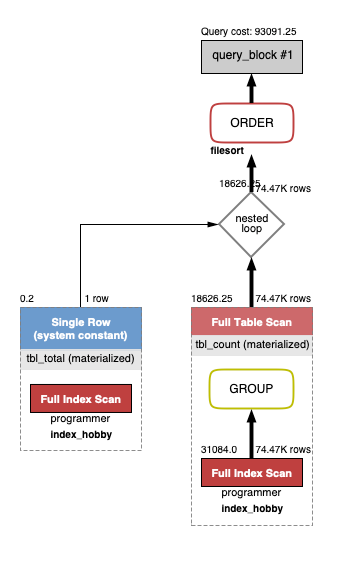 Query cost: 93091.25
query_block #1
ORDER
filesort
18626.25
74.47K rows
nested
loop
0.2
1 row
Single Row
(system constant)
tbl_total (materialized)
Full Index Scan
programmer
index_hobby
18626.25
74.47K rows
Full Table Scan
tbl_count (materialized)
GROUP
31084.0
74.47K rows
Full Index Scan
programmer
index_hobby